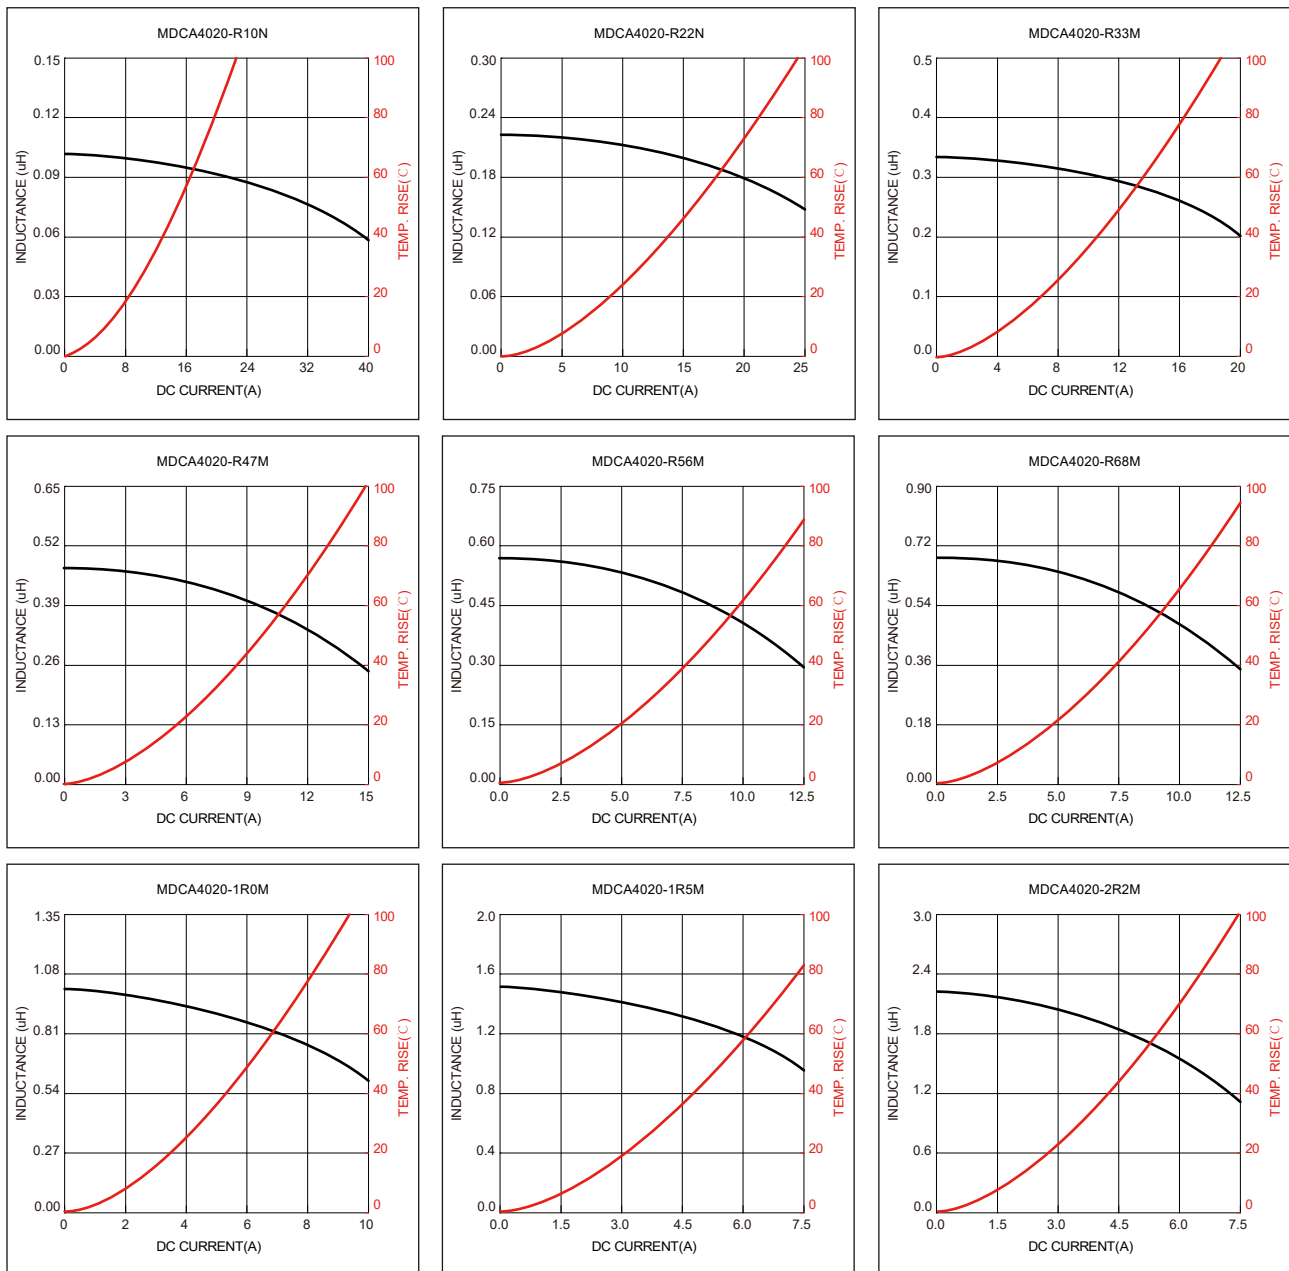 MDCA4020-R10N
0.15
0.12
0.09
0.06
0.03
0.00
INDUCTANCE (uH)
100
80
60
40
20
0
TEMP. RISE(℃)
0 8 16 24 32 40
DC CURRENT(A)
MDCA4020-R22N
0.30
0.24
0.18
0.12
0.06
0.00
INDUCTANCE (uH)
100
80
60
40
20
0
TEMP. RISE(℃)
0 5 10 15 20 25
DC CURRENT(A)
MDCA4020-R33M
0.5
0.4
0.3
0.2
0.1
0.0
INDUCTANCE (uH)
100
80
60
40
20
0
TEMP. RISE(℃)
0 4 8 12 16 20
DC CURRENT(A)
MDCA4020-R47M
0.65
0.52
0.39
0.26
0.13
0.00
INDUCTANCE (uH)
100
80
60
40
20
0
TEMP. RISE(℃)
0 3 6 9 12 15
DC CURRENT(A)
MDCA4020-R56M
0.75
0.60
0.45
0.30
0.15
0.00
INDUCTANCE (uH)
100
80
60
40
20
0
TEMP. RISE(℃)
0.0 2.5 5.0 7.5 10.0 12.5
DC CURRENT(A)
MDCA4020-R68M
0.90
0.72
0.54
0.36
0.18
0.00
INDUCTANCE (uH)
100
80
60
40
20
0
TEMP. RISE(℃)
0.0 2.5 5.0 7.5 10.0 12.5
DC CURRENT(A)
MDCA4020-1R0M
1.35
1.08
0.81
0.54
0.27
0.00
INDUCTANCE (uH)
100
80
60
40
20
0
TEMP. RISE(℃)
0 2 4 6 8 10
DC CURRENT(A)
MDCA4020-1R5M
2.0
1.6
1.2
0.8
0.4
0.0
INDUCTANCE (uH)
100
80
60
40
20
0
TEMP. RISE(℃)
0.0 1.5 3.0 4.5 6.0 7.5
DC CURRENT(A)
MDCA4020-2R2M
3.0
2.4
1.8
1.2
0.6
0.0
INDUCTANCE (uH)
100
80
60
40
20
0
TEMP. RISE(℃)
0.0 1.5 3.0 4.5 6.0 7.5
DC CURRENT(A)